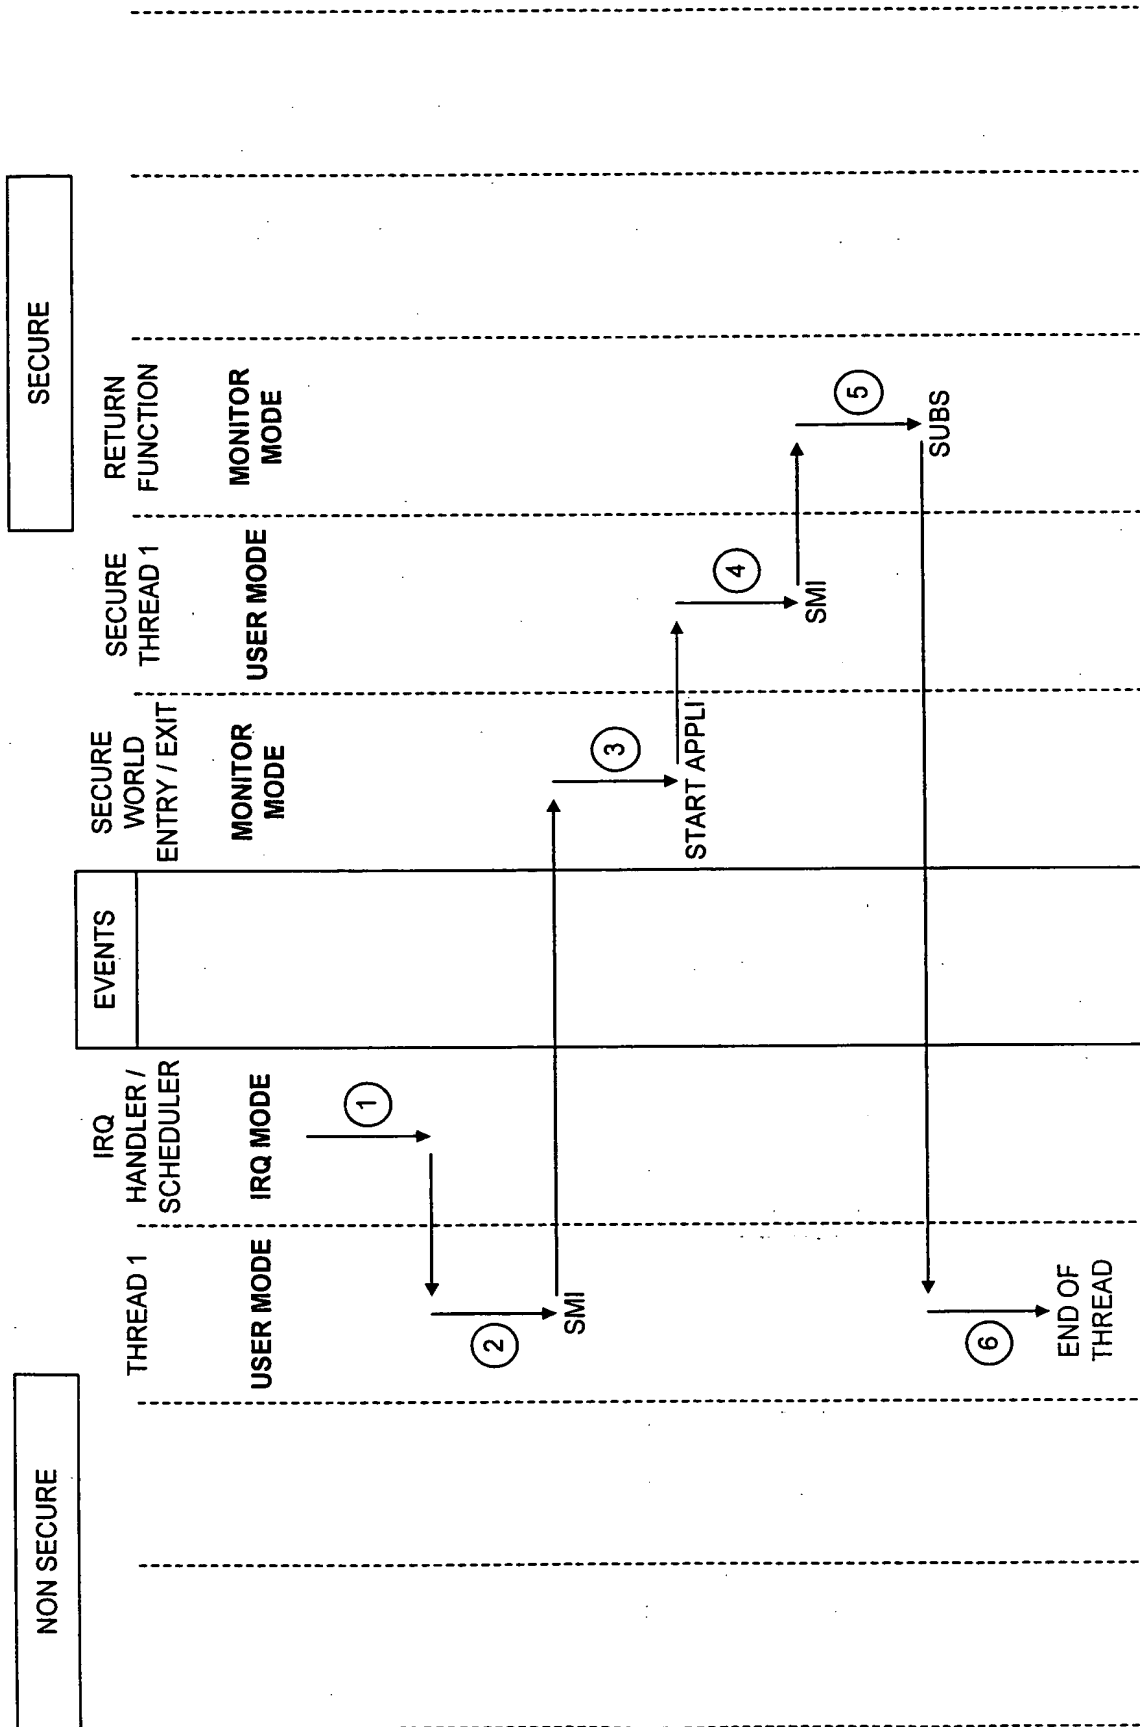 NON SECURE
SECURE
EVENTS
THREAD 1
USER MODE
IRQ
HANDLER /
SCHEDULER
IRQ MODE
SECURE
WORLD
ENTRY / EXIT
MONITOR
MODE
SECURE
THREAD 1
USER MODE
RETURN
FUNCTION
MONITOR
MODE
1
2
SMI
3
START APPLI
4
SMI
5
SUBS
6
END OF
THREAD